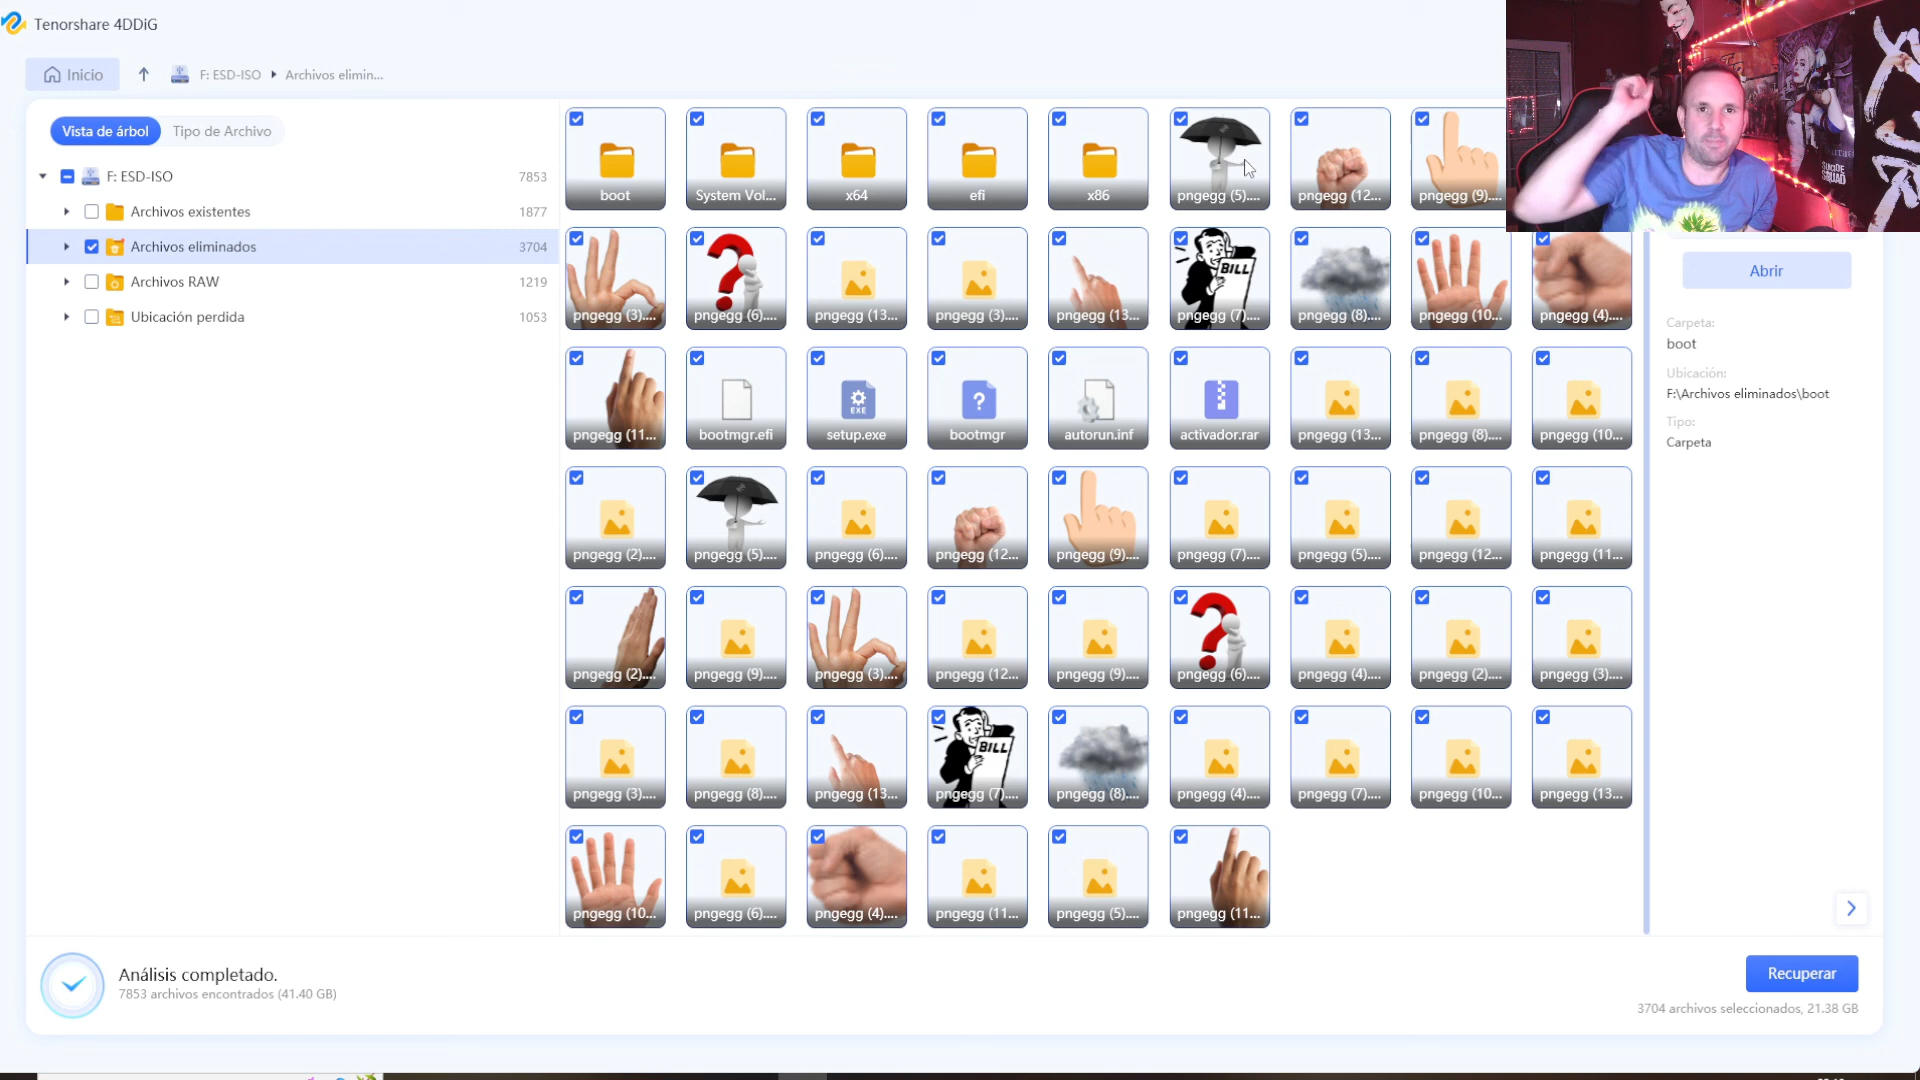 Tenorshare 4DDiG
Inicio
F: ESD-ISO
Archivos elimin...
Vista de árbol
Tipo de Archivo
F: ESD-ISO 7853
Archivos existentes 1877
Archivos eliminados 3704
Archivos RAW 1219
Ubicación perdida 1053
boot
System Vol...
x64
efi
x86
pngegg (5)....
pngegg (12...
pngegg (9)....
pngegg (3)....
pngegg (6)....
pngegg (13...
pngegg (3)....
pngegg (13...
BILL
pngegg (7)....
pngegg (8)....
pngegg (10...
pngegg (4)....
pngegg (11...
bootmgr.efi
EXE
setup.exe
?
bootmgr
autorun.inf
activador.rar
pngegg (13...
pngegg (8)....
pngegg (10...
pngegg (2)....
pngegg (5)....
pngegg (6)....
pngegg (12...
pngegg (9)....
pngegg (7)....
pngegg (5)....
pngegg (12...
pngegg (11...
pngegg (2)....
pngegg (9)....
pngegg (3)....
pngegg (12...
pngegg (9)....
pngegg (6)....
pngegg (4)....
pngegg (2)....
pngegg (3)....
pngegg (3)....
pngegg (8)....
pngegg (13...
BILL
pngegg (7)....
pngegg (8)....
pngegg (4)....
pngegg (7)....
pngegg (10...
pngegg (13...
pngegg (10...
pngegg (6)....
pngegg (4)....
pngegg (11...
pngegg (5)....
pngegg (11...
SUICIDE
SQUAD
Abrir
Carpeta:
boot
Ubicación:
F:\Archivos eliminados\boot
Tipo:
Carpeta
Análisis completado.
7853 archivos encontrados (41.40 GB)
Recuperar
3704 archivos seleccionados, 21.38 GB